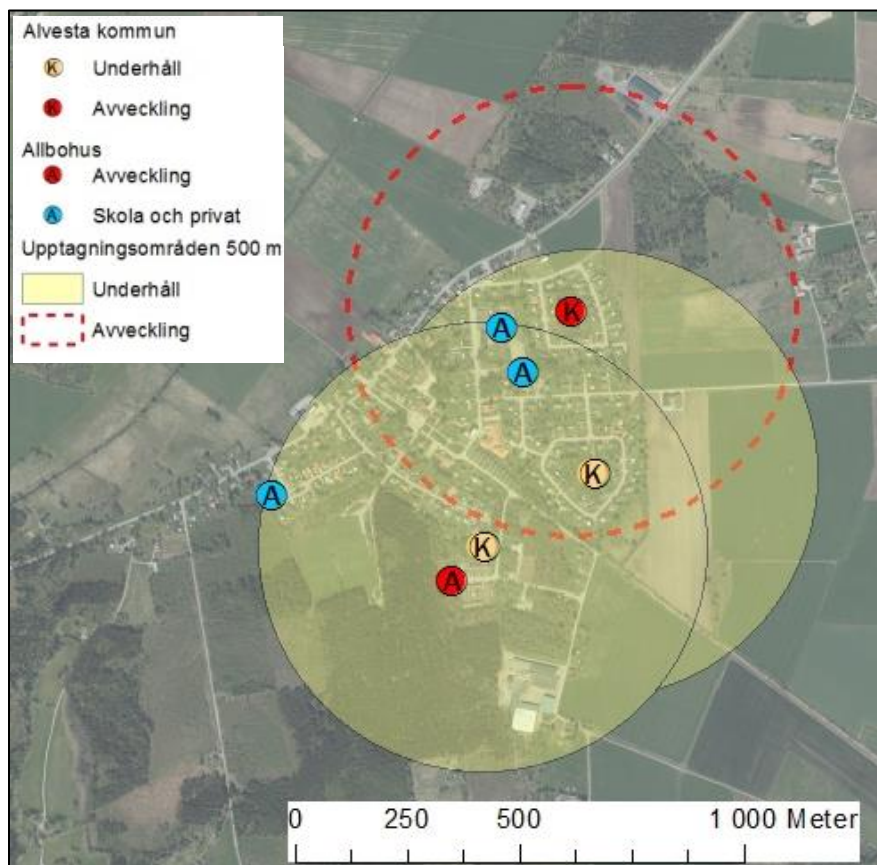 Alvesta kommun
K Underhåll
K Avveckling
Allbohus
A Avveckling
A Skola och privat
Upptagningsområden 500 m
Underhåll
Avveckling
K
A
A
K
A
K
A
0 250 500 1 000 Meter